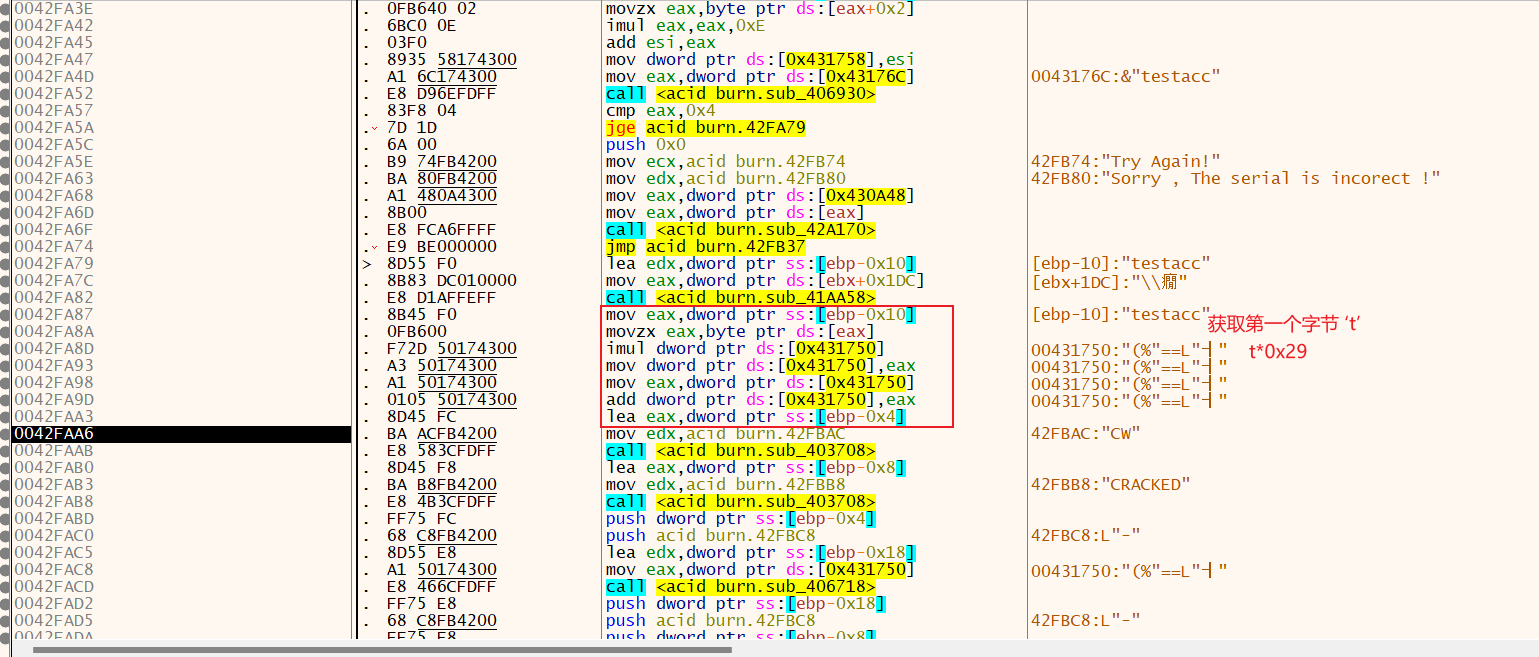 0042FA3E . 0FB640 02 movzx eax,byte ptr ds:[eax+0x2]
0042FA42 . 6BC0 0E imul eax,eax,0xE
0042FA45 . 03F0 add esi,eax
0042FA47 . 8935 58174300 mov dword ptr ds:[0x431758],esi
0042FA4D . A1 6C174300 mov eax,dword ptr ds:[0x43176C] 0043176C:&"testacc"
0042FA52 . E8 D96EFDFF call <acid burn.sub_406930>
0042FA57 . 83F8 04 cmp eax,0x4
0042FA5A . 7D 1D jge acid burn.42FA79
0042FA5C . 6A 00 push 0x0
0042FA5E . B9 74FB4200 mov ecx,acid burn.42FB74 42FB74:"Try Again!"
0042FA63 . BA 80FB4200 mov edx,acid burn.42FB80 42FB80:"Sorry , The serial is incorect !"
0042FA68 . A1 480A4300 mov eax,dword ptr ds:[0x430A48]
0042FA6D . 8B00 mov eax,dword ptr ds:[eax]
0042FA6F . E8 FCA6FFFF call <acid burn.sub_42A170>
0042FA74 . E9 BE000000 jmp acid burn.42FB37
0042FA79 > 8D55 F0 lea edx,dword ptr ss:[ebp-0x10] [ebp-10]:"testacc"
0042FA7C . 8B83 DC010000 mov eax,dword ptr ds:[ebx+0x1DC] [ebx+1DC]:"\\癇"
0042FA82 . E8 D1AFFEFF call <acid burn.sub_41AA58>
0042FA87 . 8B45 F0 mov eax,dword ptr ss:[ebp-0x10] [ebp-10]:"testacc" 获取第一个字节 ‘t’
0042FA8A . 0FB600 movzx eax,byte ptr ds:[eax]
0042FA8D . F72D 50174300 imul dword ptr ds:[0x431750] 00431750:"(%"==L"┤" t*0x29
0042FA93 . A3 50174300 mov dword ptr ds:[0x431750],eax 00431750:"(%"==L"┤"
0042FA98 . A1 50174300 mov eax,dword ptr ds:[0x431750] 00431750:"(%"==L"┤"
0042FA9D . 0105 50174300 add dword ptr ds:[0x431750],eax 00431750:"(%"==L"┤"
0042FAA3 . 8D45 FC lea eax,dword ptr ss:[ebp-0x4]
0042FAA6 . BA ACFB4200 mov edx,acid burn.42FBAC 42FBAC:"CW"
0042FAAB . E8 583CFDFF call <acid burn.sub_403708>
0042FAB0 . 8D45 F8 lea eax,dword ptr ss:[ebp-0x8]
0042FAB3 . BA B8FB4200 mov edx,acid burn.42FBB8 42FBB8:"CRACKED"
0042FAB8 . E8 4B3CFDFF call <acid burn.sub_403708>
0042FABD . FF75 FC push dword ptr ss:[ebp-0x4]
0042FAC0 . 68 C8FB4200 push acid burn.42FBC8 42FBC8:L"-"
0042FAC5 . 8D55 E8 lea edx,dword ptr ss:[ebp-0x18]
0042FAC8 . A1 50174300 mov eax,dword ptr ds:[0x431750] 00431750:"(%"==L"┤"
0042FACD . E8 466CFDFF call <acid burn.sub_406718>
0042FAD2 . FF75 E8 push dword ptr ss:[ebp-0x18]
0042FAD5 . 68 C8FB4200 push acid burn.42FBC8 42FBC8:L"-"
0042FADA . FF75 F8 push dword ptr ss:[ebp-0x8]